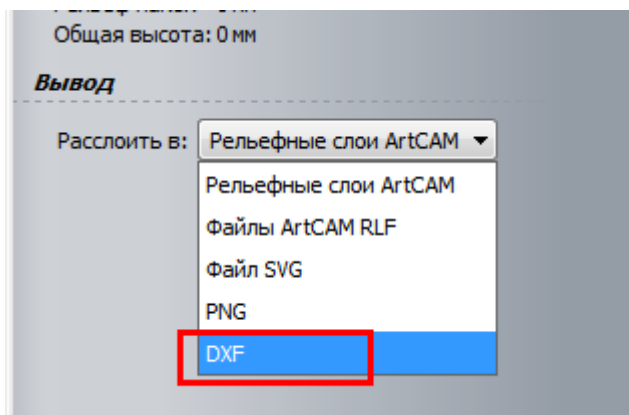 Общая высота: 0 мм
Вывод
Расслоить в: Рельефные слои ArtCAM
Рельефные слои ArtCAM
Файлы ArtCAM RLF
Файл SVG
PNG
DXF